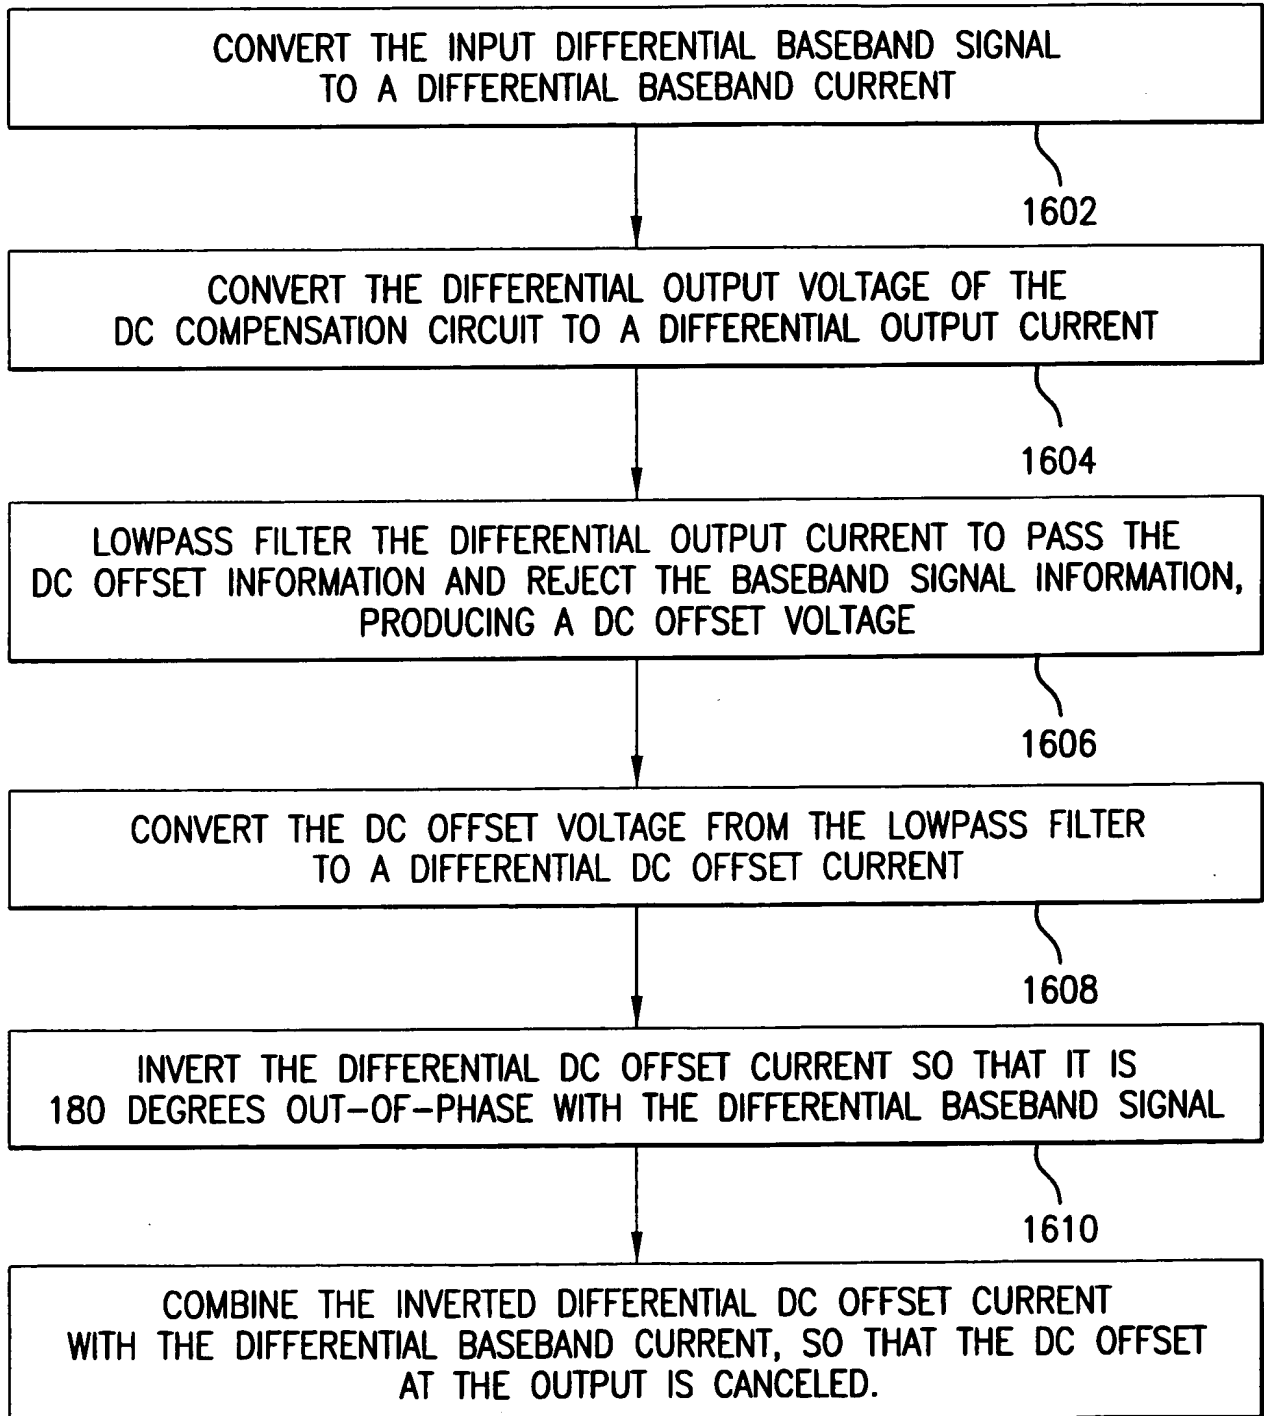 CONVERT THE INPUT DIFFERENTIAL BASEBAND SIGNAL
TO A DIFFERENTIAL BASEBAND CURRENT
1602
CONVERT THE DIFFERENTIAL OUTPUT VOLTAGE OF THE
DC COMPENSATION CIRCUIT TO A DIFFERENTIAL OUTPUT CURRENT
1604
LOWPASS FILTER THE DIFFERENTIAL OUTPUT CURRENT TO PASS THE
DC OFFSET INFORMATION AND REJECT THE BASEBAND SIGNAL INFORMATION,
PRODUCING A DC OFFSET VOLTAGE
1606
CONVERT THE DC OFFSET VOLTAGE FROM THE LOWPASS FILTER
TO A DIFFERENTIAL DC OFFSET CURRENT
1608
INVERT THE DIFFERENTIAL DC OFFSET CURRENT SO THAT IT IS
180 DEGREES OUT-OF-PHASE WITH THE DIFFERENTIAL BASEBAND SIGNAL
1610
COMBINE THE INVERTED DIFFERENTIAL DC OFFSET CURRENT
WITH THE DIFFERENTIAL BASEBAND CURRENT, SO THAT THE DC OFFSET
AT THE OUTPUT IS CANCELED.